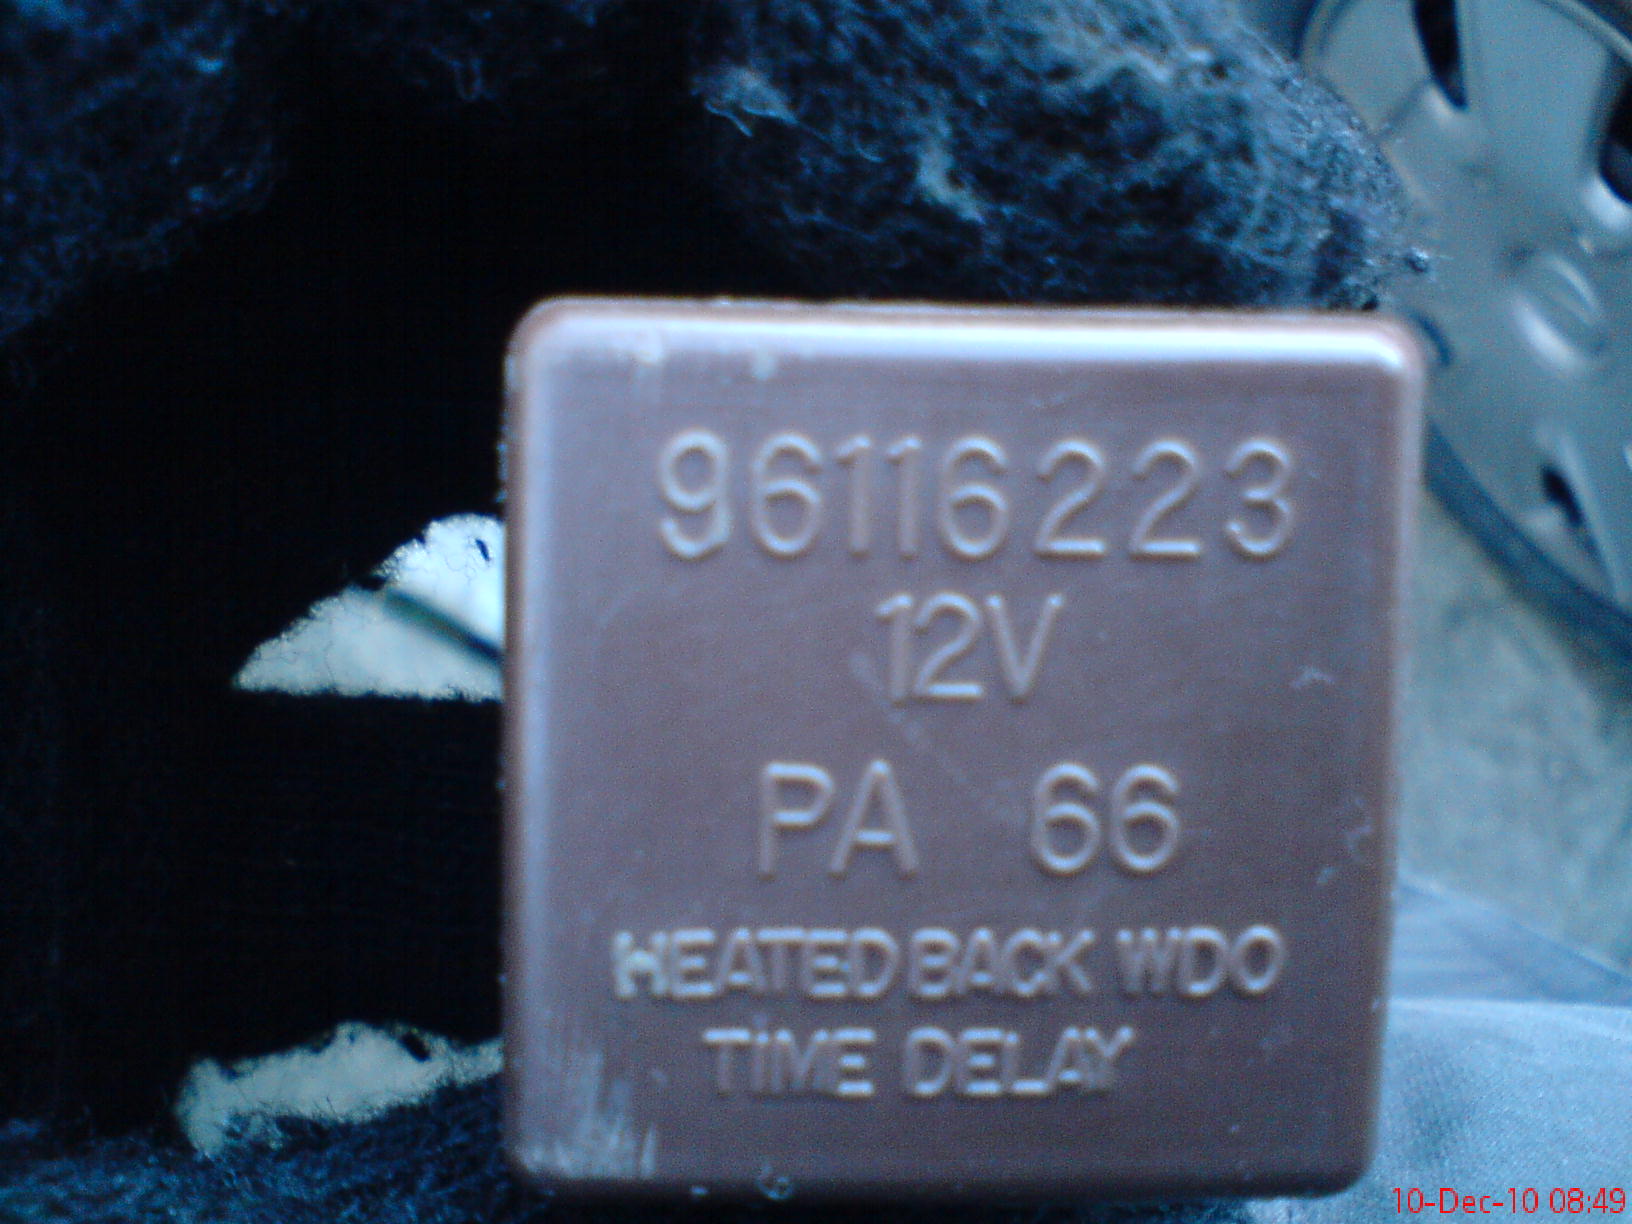 96116223
12V
PA 66
HEATED BACK WDO
TIME DELAY
10-Dec-10 08:49